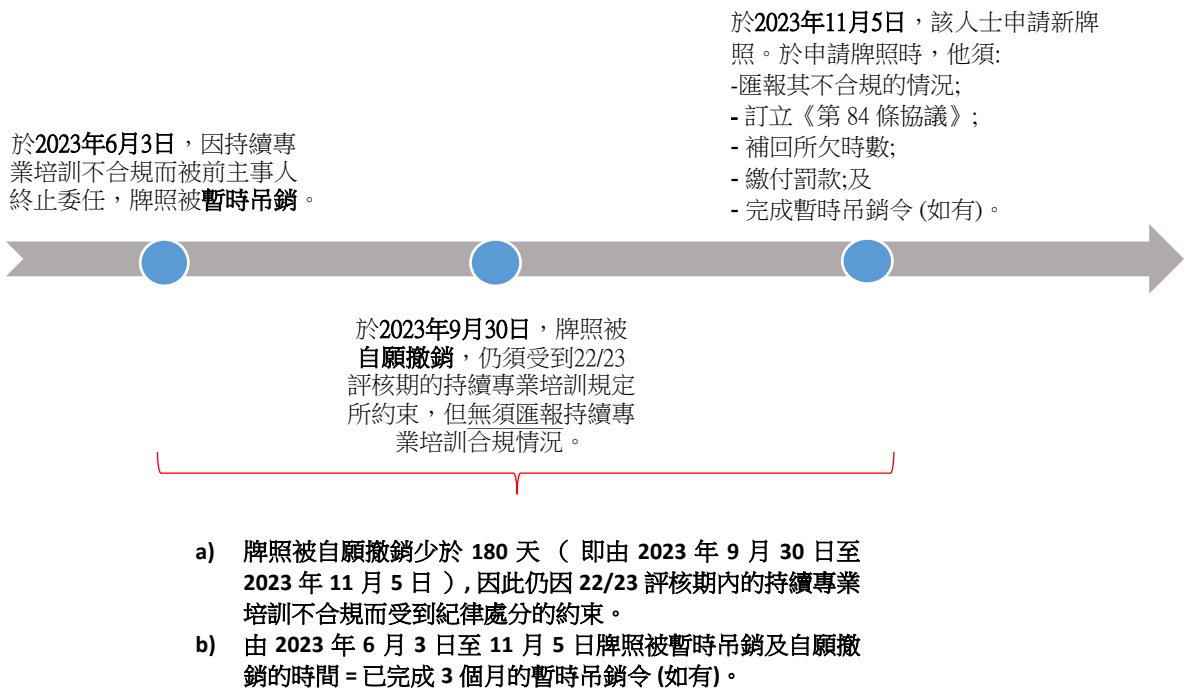 於2023年6月3日，因持續專
業培訓不合規而被前主事人
終止委任，牌照被暫時吊銷。
於2023年9月30日，牌照被
自願撤銷，仍須受到22/23
評核期的持續專業培訓規定
所約束，但無須匯報持續專
業培訓合規情況。
於2023年11月5日，該人士申請新牌
照。於申請牌照時，他須:
-匯報其不合規的情況;
- 訂立《第 84 條協議》;
- 補回所欠時數;
- 繳付罰款;及
- 完成暫時吊銷令 (如有)。
a) 牌照被自願撤銷少於 180 天 （ 即由 2023 年 9 月 30 日至
2023 年 11 月 5 日 ）, 因此仍因 22/23 評核期內的持續專業
培訓不合規而受到紀律處分的約束。
b) 由 2023 年 6 月 3 日至 11 月 5 日牌照被暫時吊銷及自願撤
銷的時間 = 已完成 3 個月的暫時吊銷令 (如有)。